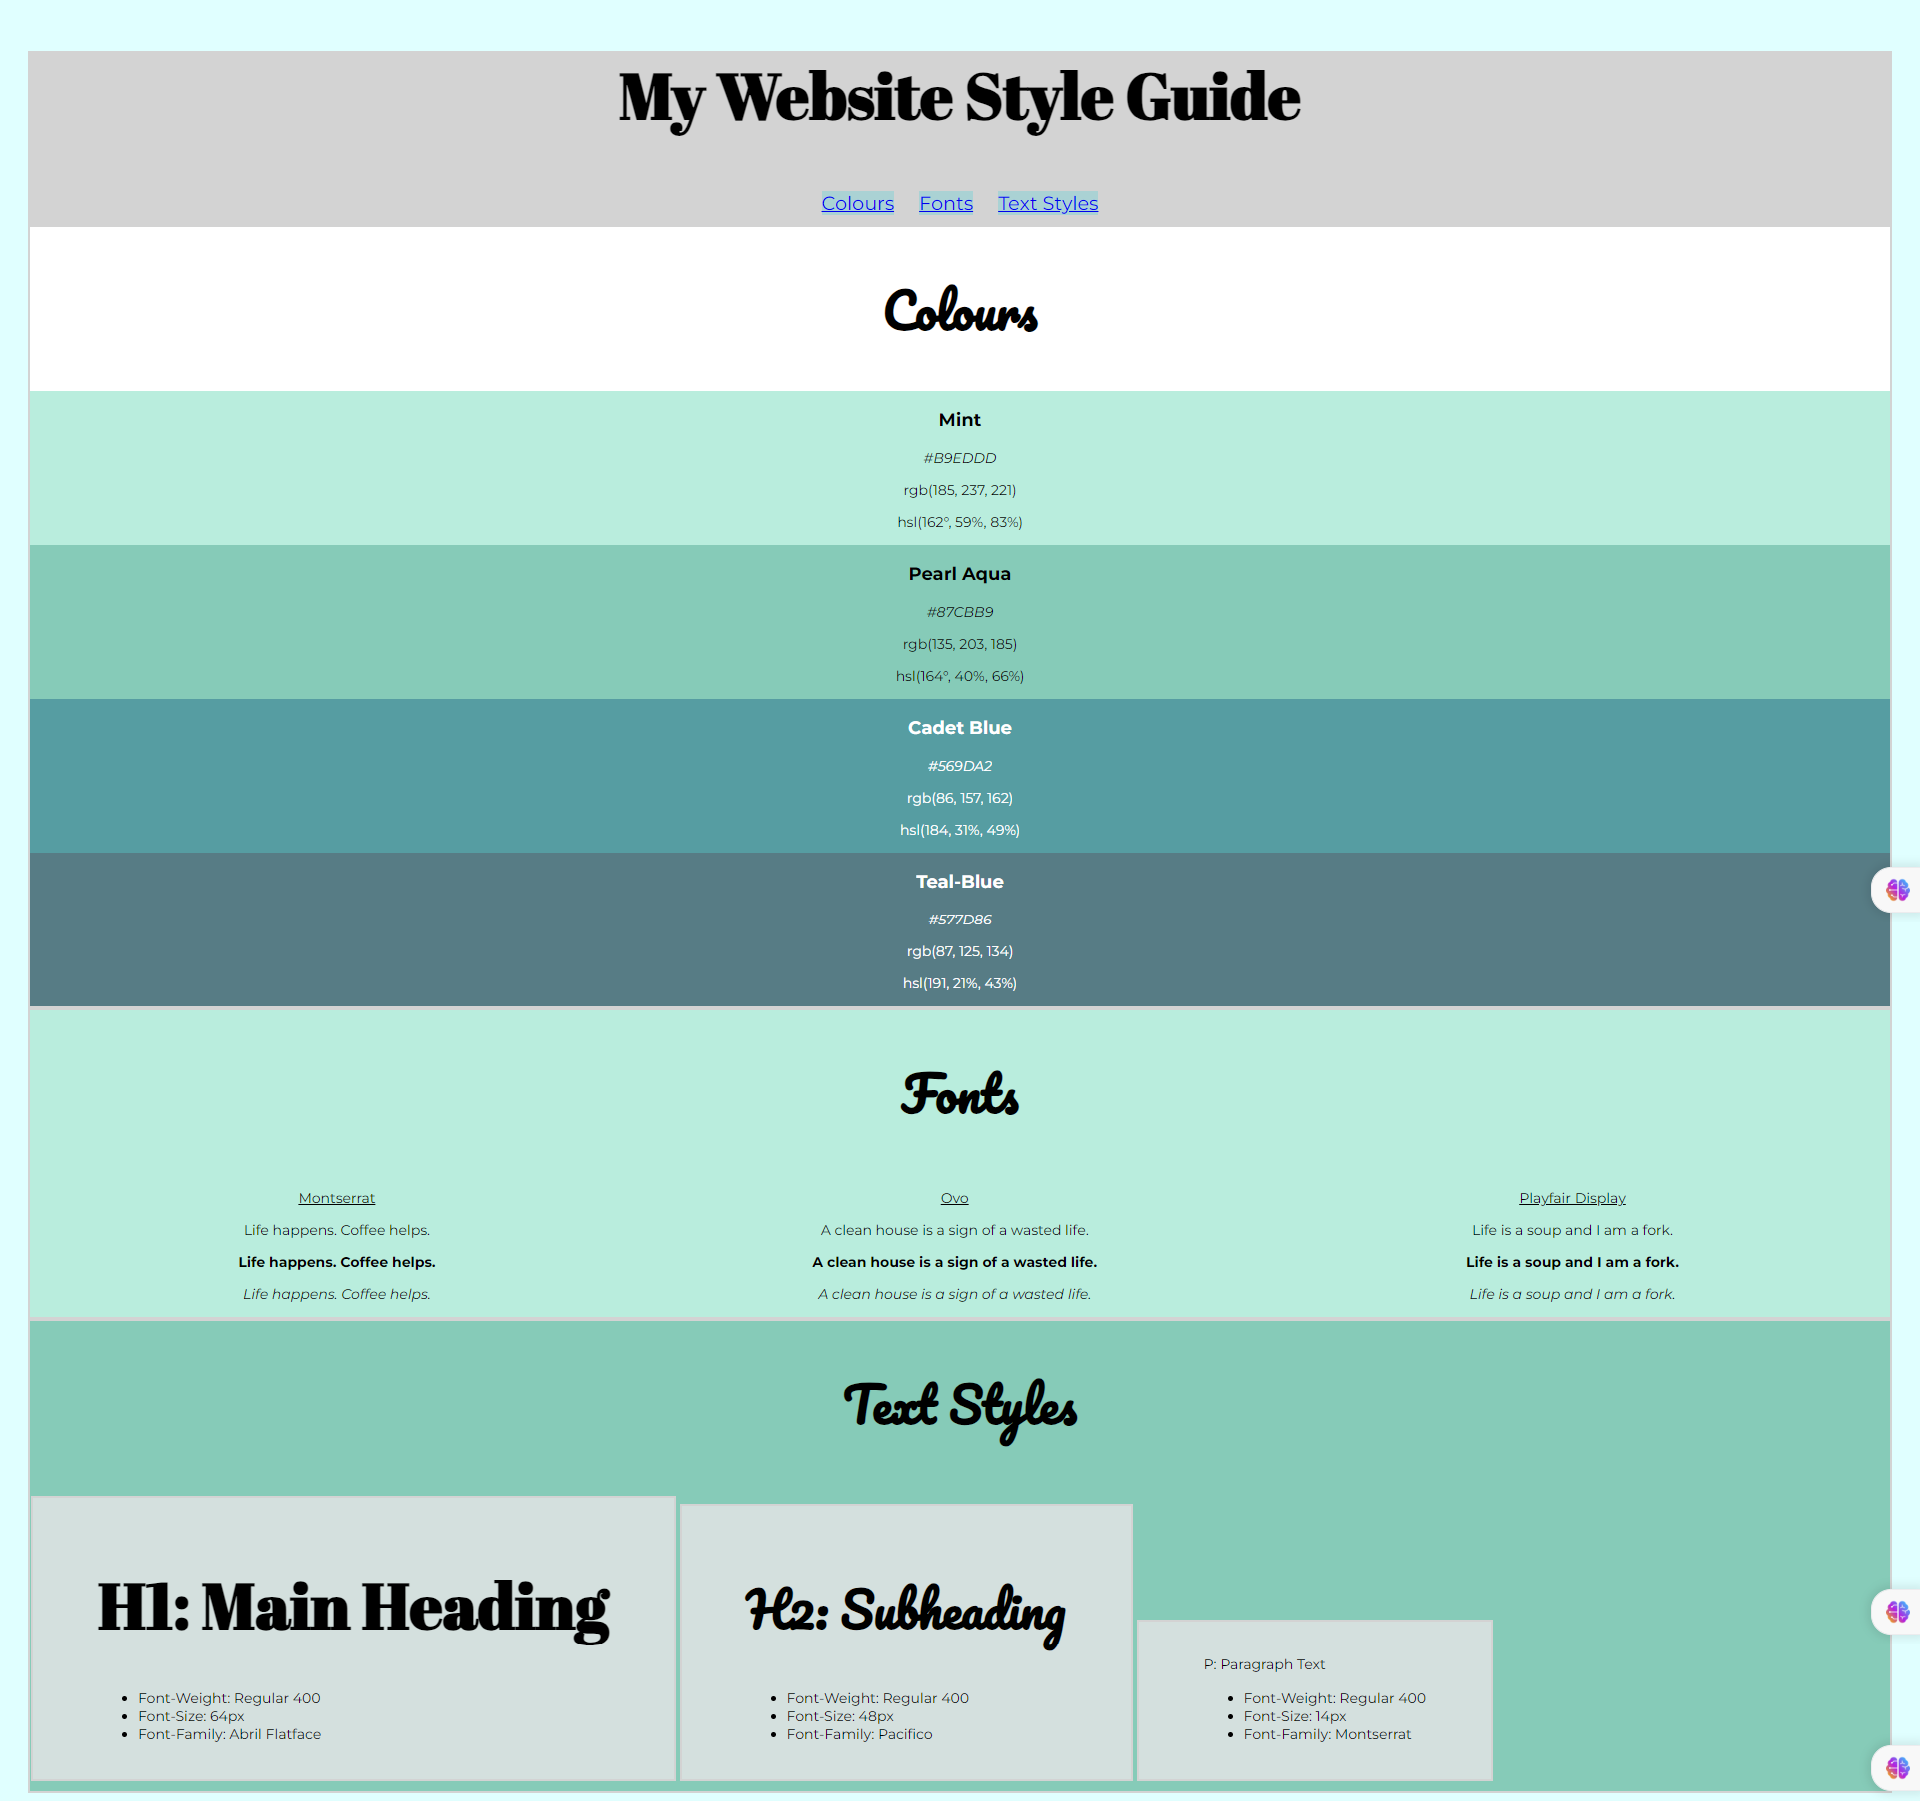 My Website Style Guide
Colours Fonts Text Styles
Colours
Mint
#B9EDDD
rgb(185, 237, 221)
hsl(162°, 59%, 83%)
Pearl Aqua
#87CBB9
rgb(135, 203, 185)
hsl(164°, 40%, 66%)
Cadet Blue
#569DA2
rgb(86, 157, 162)
hsl(184, 31%, 49%)
Teal-Blue
#577D86
rgb(87, 125, 134)
hsl(191, 21%, 43%)
Fonts
Montserrat
Life happens. Coffee helps.
Life happens. Coffee helps.
Life happens. Coffee helps.
Ovo
A clean house is a sign of a wasted life.
A clean house is a sign of a wasted life.
A clean house is a sign of a wasted life.
Playfair Display
Life is a soup and I am a fork.
Life is a soup and I am a fork.
Life is a soup and I am a fork.
Text Styles
H1: Main Heading
Font-Weight: Regular 400
Font-Size: 64px
Font-Family: Abril Flatface
H2: Subheading
Font-Weight: Regular 400
Font-Size: 48px
Font-Family: Pacifico
P: Paragraph Text
Font-Weight: Regular 400
Font-Size: 14px
Font-Family: Montserrat